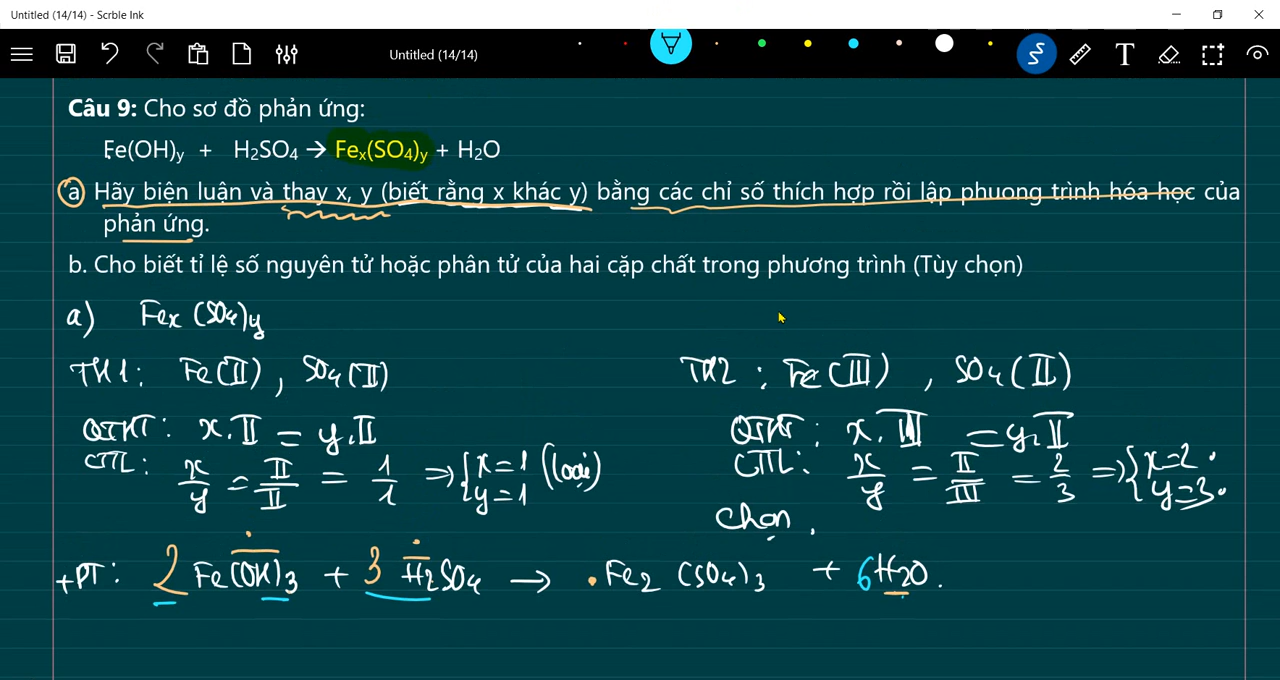 Untitled (14/14) - Scrble Ink
Untitled (14/14)
T
Câu 9: Cho sơ đồ phản ứng:
Fe(OH)y + H2SO4 → Fex(SO4)y + H2O
a) Hãy biện luận và thay x, y (biết rằng x khác y) bằng các chỉ số thích hợp rồi lập phuong trình hóa học của
phản ứng.
b. Cho biết tỉ lệ số nguyên tử hoặc phân tử của hai cặp chất trong phương trình (Tùy chọn)
a) Fex (SO4)y
TH1: Fe(II), SO4(II)
QTHT: x.II = y.II
CTL: x/y = II/II = 1/1 => {x=1 y=1 (loại)
TH2: Fe(III), SO4(II)
QTHT: x.III = y.II
CTL: x/y = II/III = 2/3 => {x=2. y=3.
Chọn.
+PT: 2 Fe(OH)3 + 3 H2SO4 → Fe2 (SO4)3 + 6H2O.